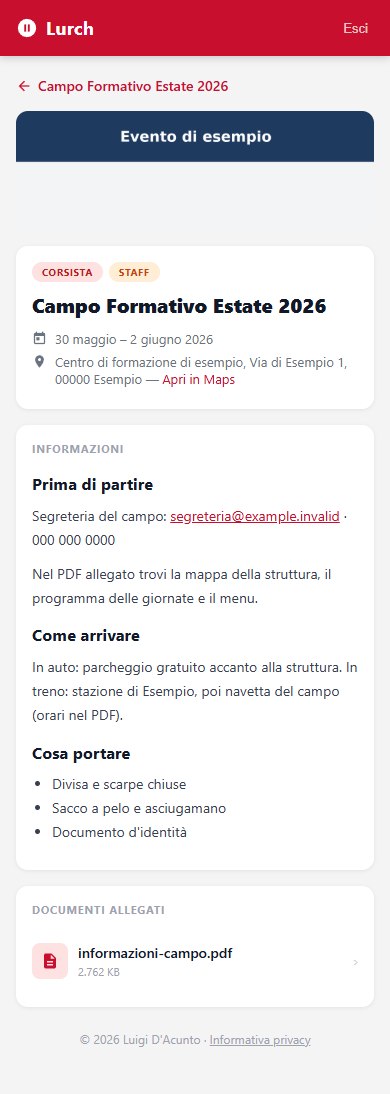 Lurch
Esci
← Campo Formativo Estate 2026
Evento di esempio
CORSISTA STAFF
Campo Formativo Estate 2026
30 maggio – 2 giugno 2026
Centro di formazione di esempio, Via di Esempio 1,
00000 Esempio — Apri in Maps
INFORMAZIONI
Prima di partire
Segreteria del campo: segreteria@example.invalid ·
000 000 0000
Nel PDF allegato trovi la mappa della struttura, il
programma delle giornate e il menu.
Come arrivare
In auto: parcheggio gratuito accanto alla struttura. In
treno: stazione di Esempio, poi navetta del campo
(orari nel PDF).
Cosa portare
• Divisa e scarpe chiuse
• Sacco a pelo e asciugamano
• Documento d'identità
DOCUMENTI ALLEGATI
informazioni-campo.pdf
2.762 KB
© 2026 Luigi D'Acunto · Informativa privacy